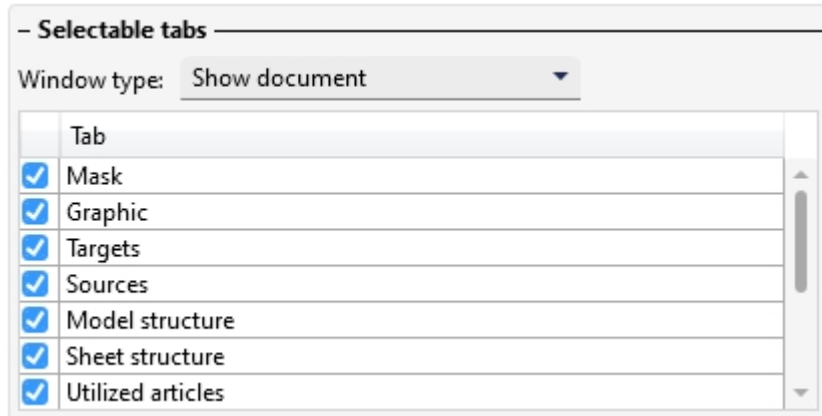 – Selectable tabs
Window type: Show document
Tab
Mask
Graphic
Targets
Sources
Model structure
Sheet structure
Utilized articles